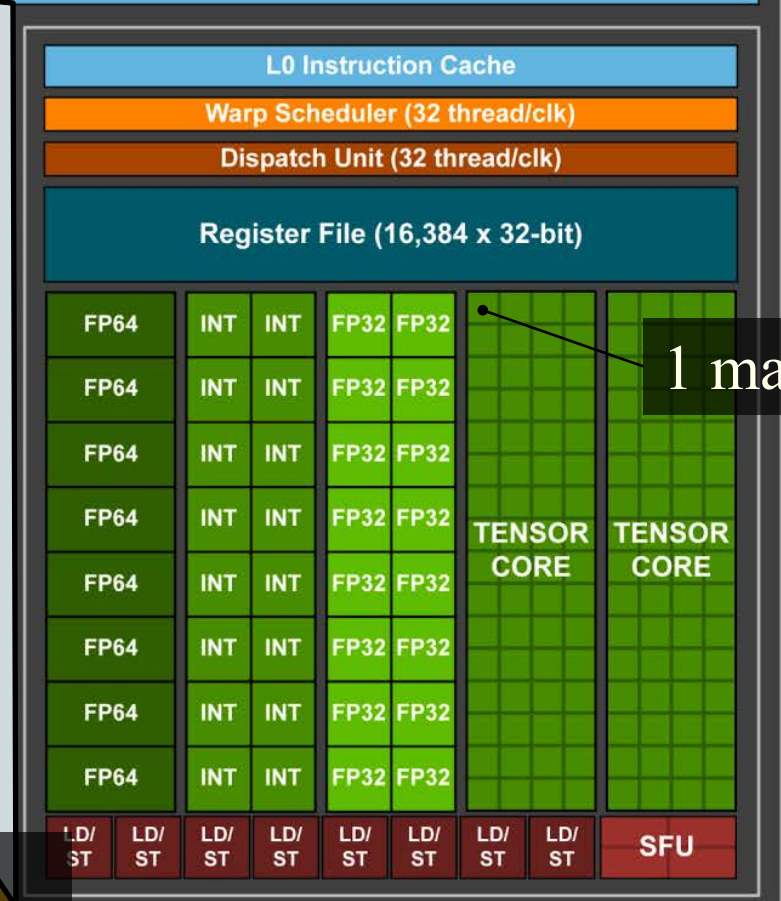 L0 Instruction Cache
Warp Scheduler (32 thread/clk)
Dispatch Unit (32 thread/clk)
Register File (16,384 x 32-bit)
FP64 INT INT FP32 FP32
1 ma
FP64 INT INT FP32 FP32
FP64 INT INT FP32 FP32
FP64 INT INT FP32 FP32
TENSOR CORE TENSOR CORE
FP64 INT INT FP32 FP32
FP64 INT INT FP32 FP32
FP64 INT INT FP32 FP32
FP64 INT INT FP32 FP32
LD/ LD/ LD/ LD/ LD/ LD/ LD/ LD/ SFU
ST ST ST ST ST ST ST ST